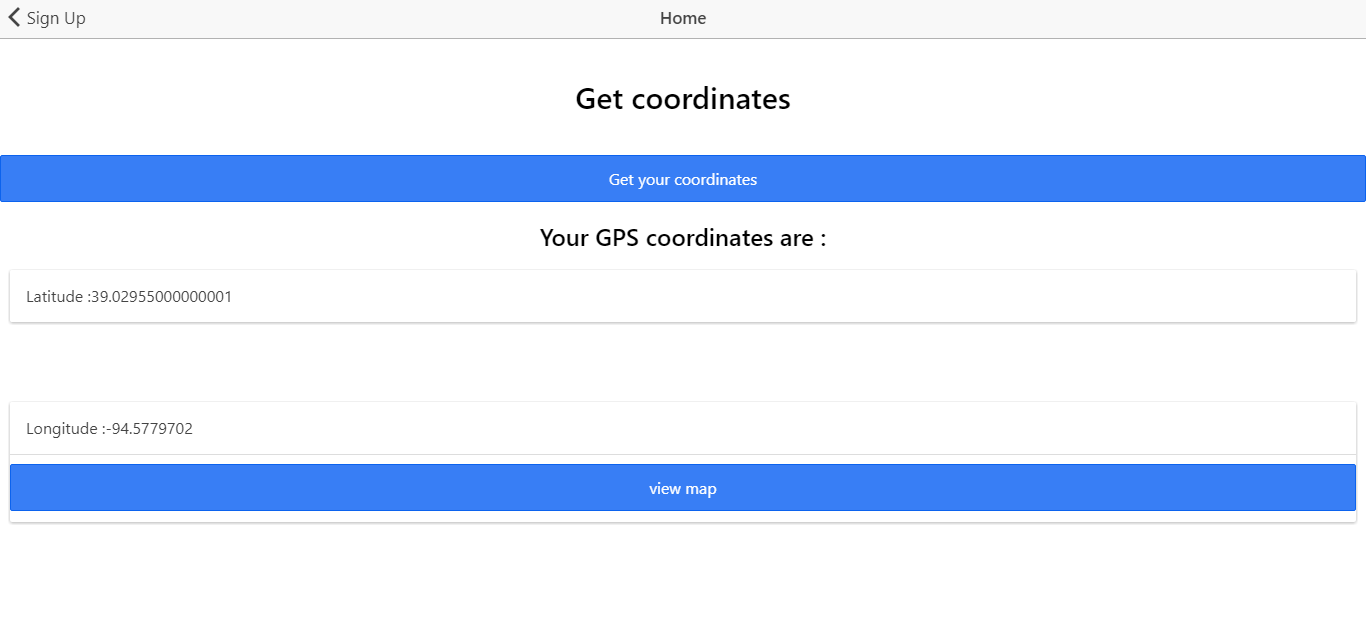 Sign Up
Home
Get coordinates
Get your coordinates
Your GPS coordinates are :
Latitude :39.02955000000001
Longitude :-94.5779702
view map